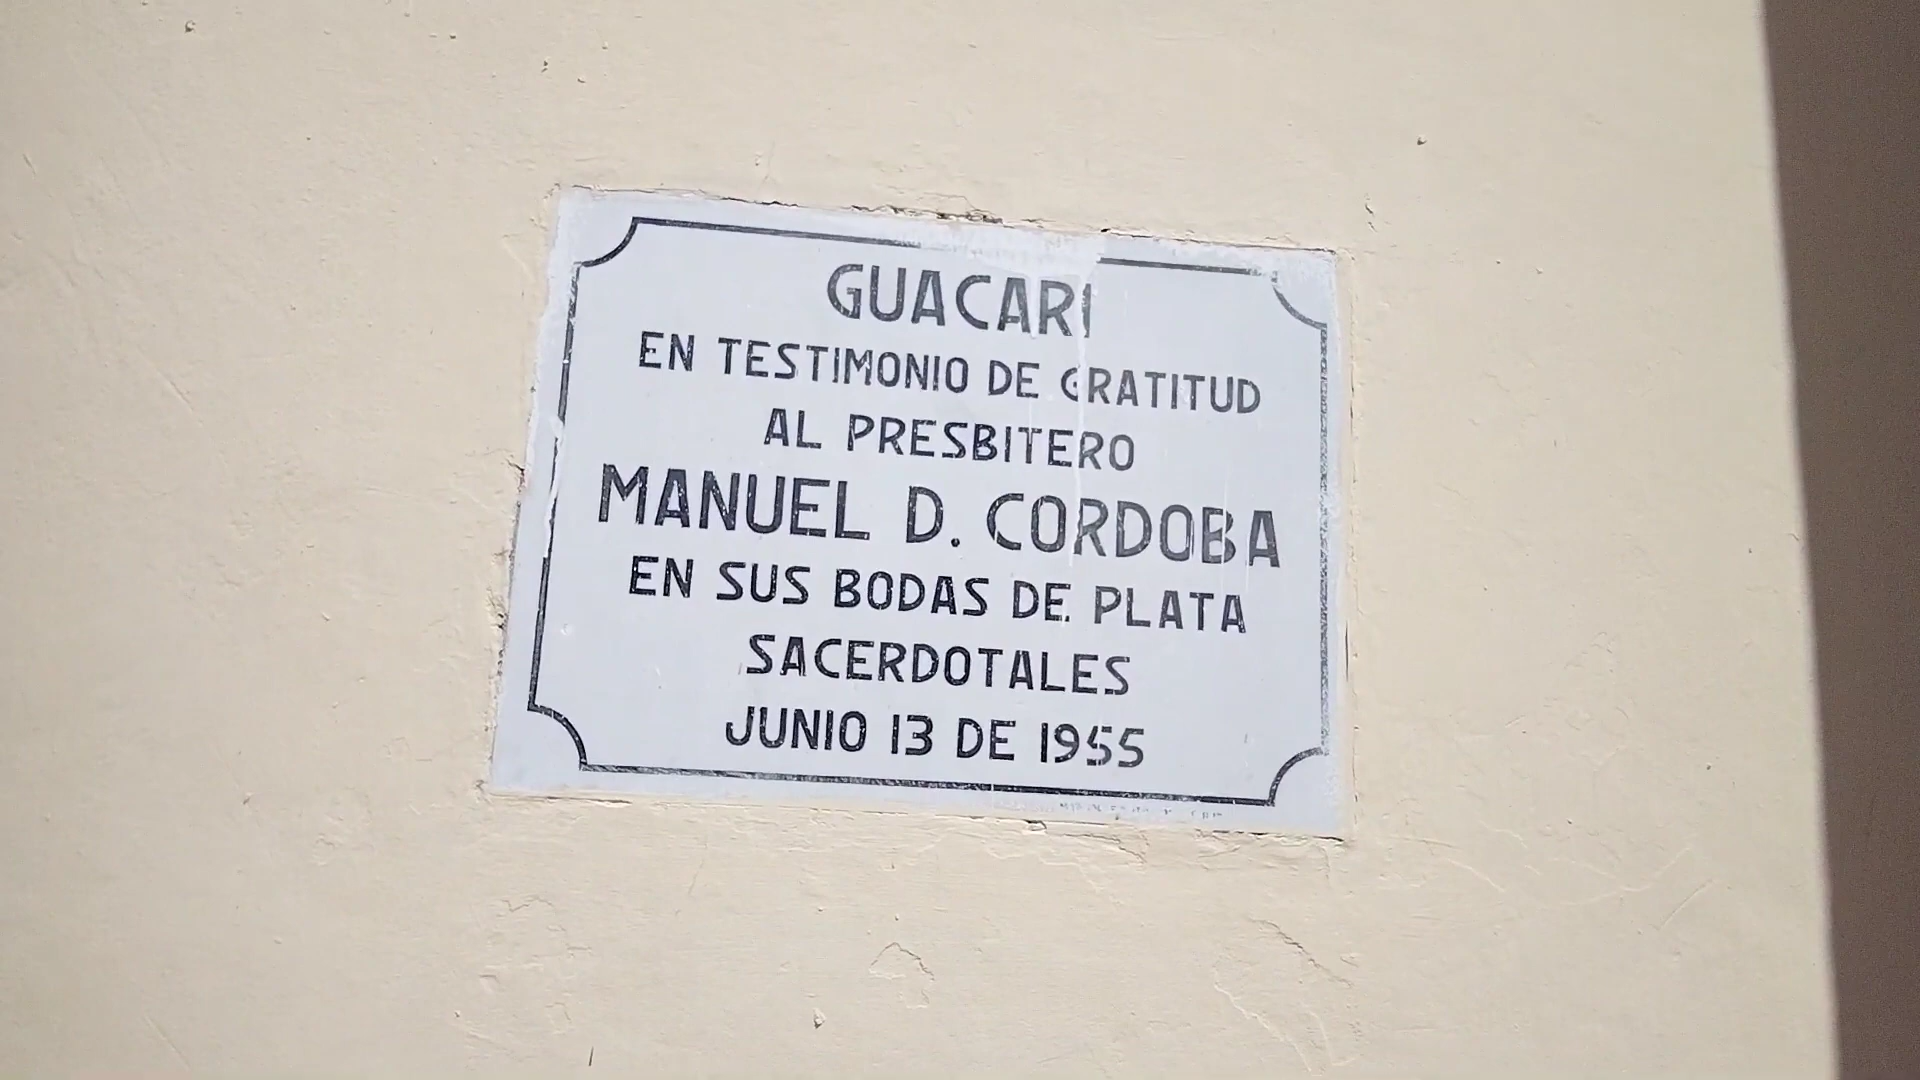 GUACARI
EN TESTIMONIO DE GRATITUD
AL PRESBITERO
MANUEL D. CORDOBA
EN SUS BODAS DE PLATA
SACERDOTALES
JUNIO 13 DE 1955